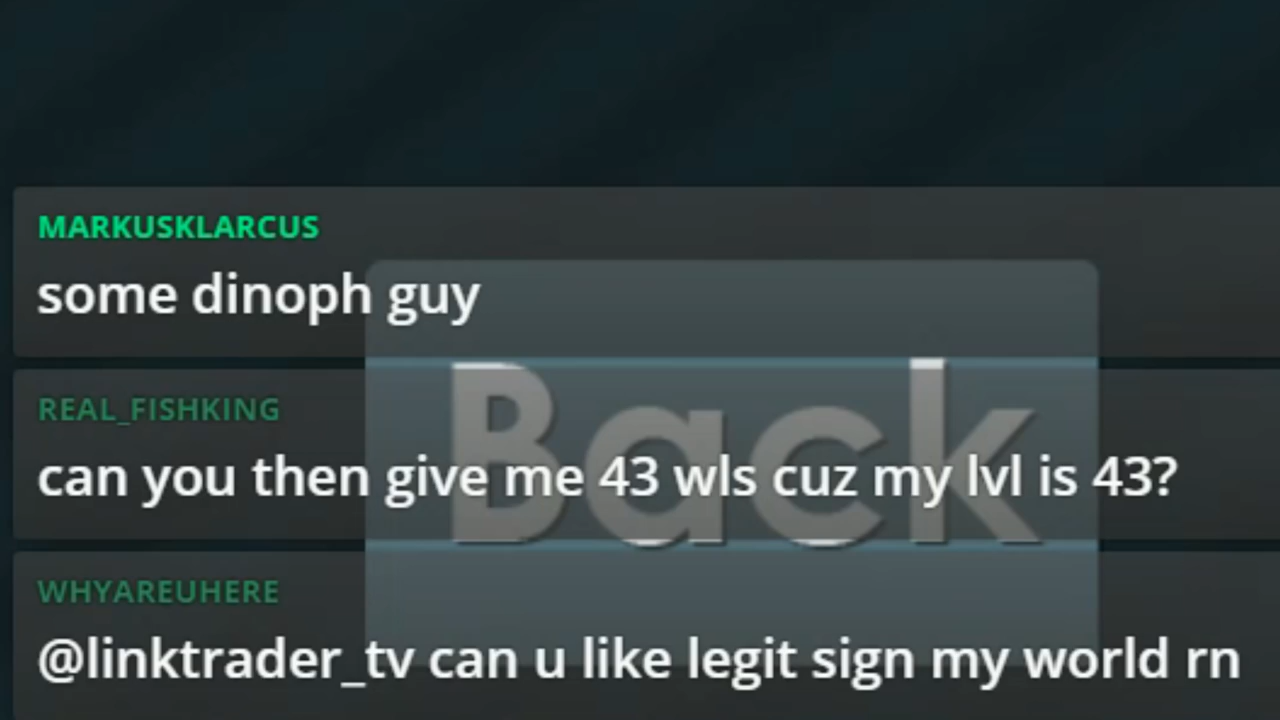 MARKUSKLARCUS
some dinoph guy
Back
REAL_FISHKING
can you then give me 43 wls cuz my lvl is 43?
WHYAREUHERE
@linktrader_tv can u like legit sign my world rn